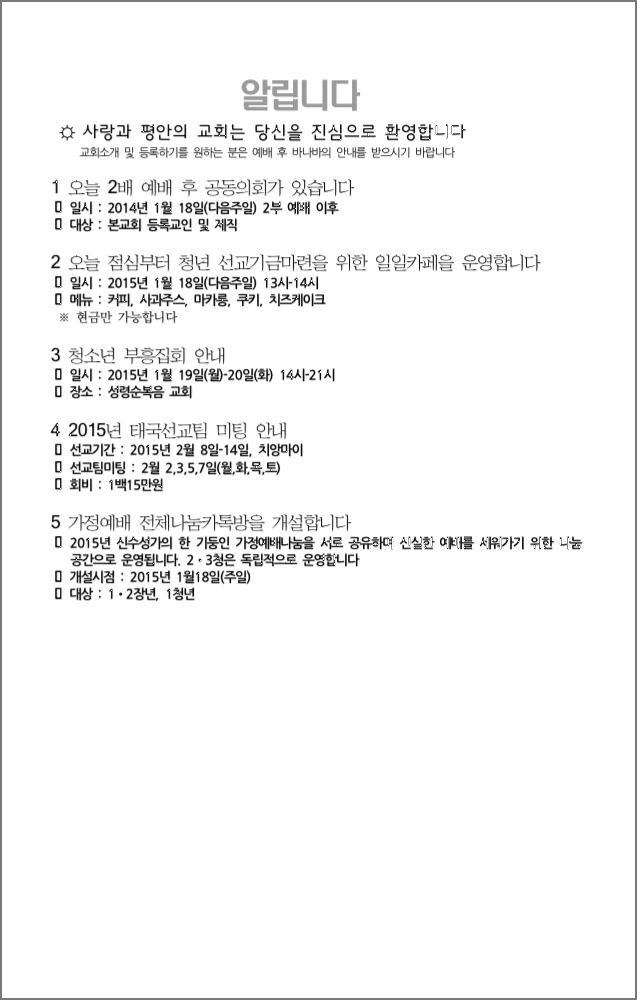 알립니다
☼ 사랑과 평안의 교회는 당신을 진심으로 환영합니다
교회소개 및 등록하기를 원하는 분은 예배 후 바나바의 안내를 받으시기 바랍니다
1 오늘 2배 예배 후 공동의회가 있습니다
▯ 일시 : 2014년 1월 18일(다음주일) 2부 예배 이후
▯ 대상 : 본교회 등록교인 및 제직
2 오늘 점심부터 청년 선교기금마련을 위한 일일카페을 운영합니다
▯ 일시 : 2015년 1월 18일(다음주일) 13시-14시
▯ 메뉴 : 커피, 사과주스, 마카롱, 쿠키, 치즈케이크
※ 현금만 가능합니다
3 청소년 부흥집회 안내
▯ 일시 : 2015년 1월 19일(월)-20일(화) 14시-21시
▯ 장소 : 성령순복음 교회
4 2015년 태국선교팀 미팅 안내
▯ 선교기간 : 2015년 2월 8일-14일, 치앙마이
▯ 선교팀미팅 : 2월 2,3,5,7일(월,화,목,토)
▯ 회비 : 1백15만원
5 가정예배 전체나눔카톡방을 개설합니다
▯ 2015년 신수성가의 한 기둥인 가정예배나눔을 서로 공유하며 신실한 예배를 세워가기 위한 나눔
공간으로 운영됩니다. 2·3청은 독립적으로 운영합니다
▯ 개설시점 : 2015년 1월18일(주일)
▯ 대상 : 1·2장년, 1청년